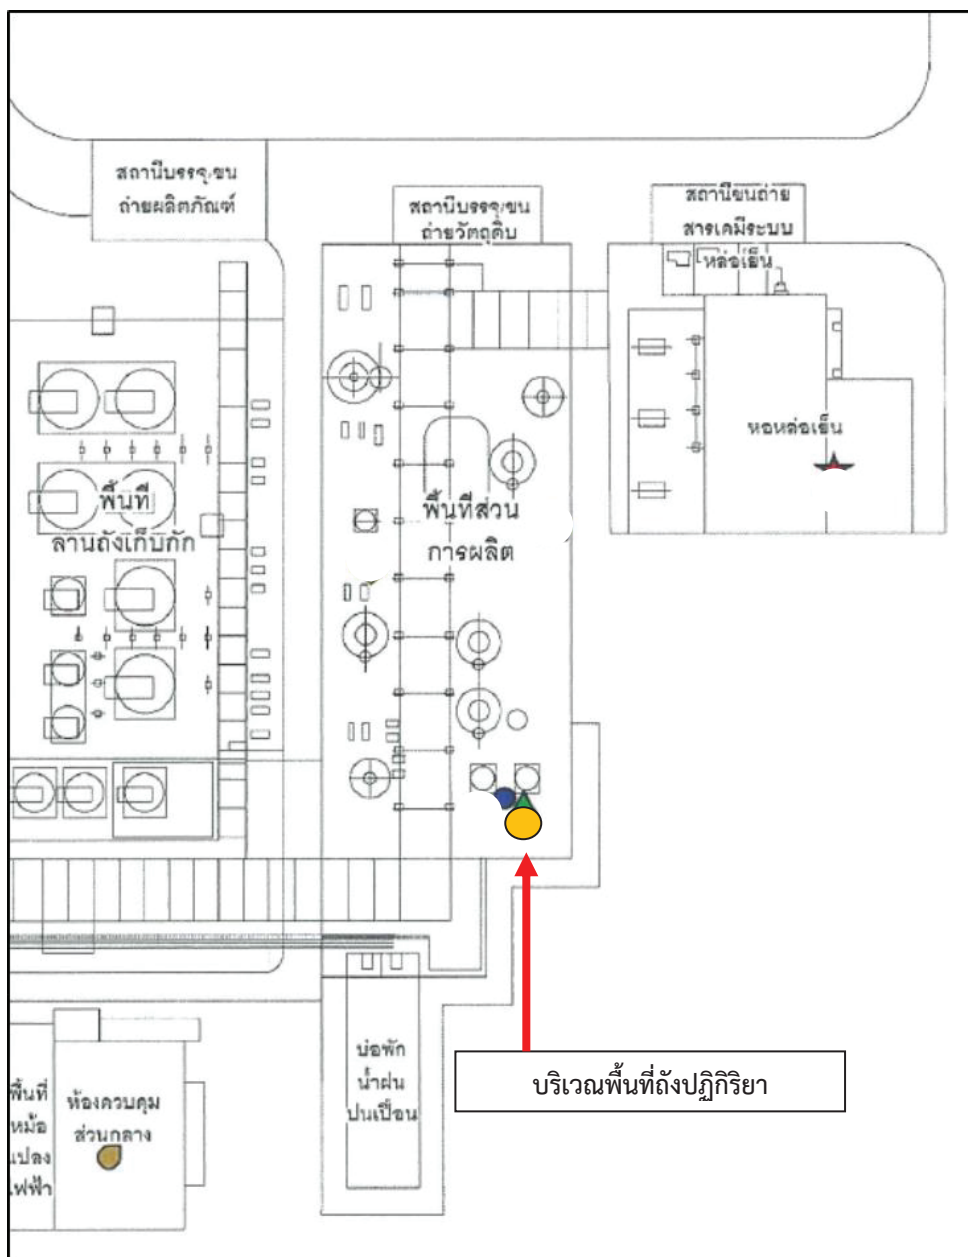 สถานีบรรจุ/ขน
ถ่ายผลิตภัณฑ์
สถานีบรรจุ/ขน
ถ่ายวัตถุดิบ
สถานีขนถ่าย
สารเคมีระบบ
หล่อเย็น
หอหล่อเย็น
พื้นที่
ลานถังเก็บกัก
พื้นที่ส่วน
การผลิต
บ่อพัก
น้ำฝน
ปนเปื้อน
บริเวณพื้นที่ถังปฏิกิริยา
พื้นที่
หม้อ
แปลง
ไฟฟ้า
ห้องควบคุม
ส่วนกลาง